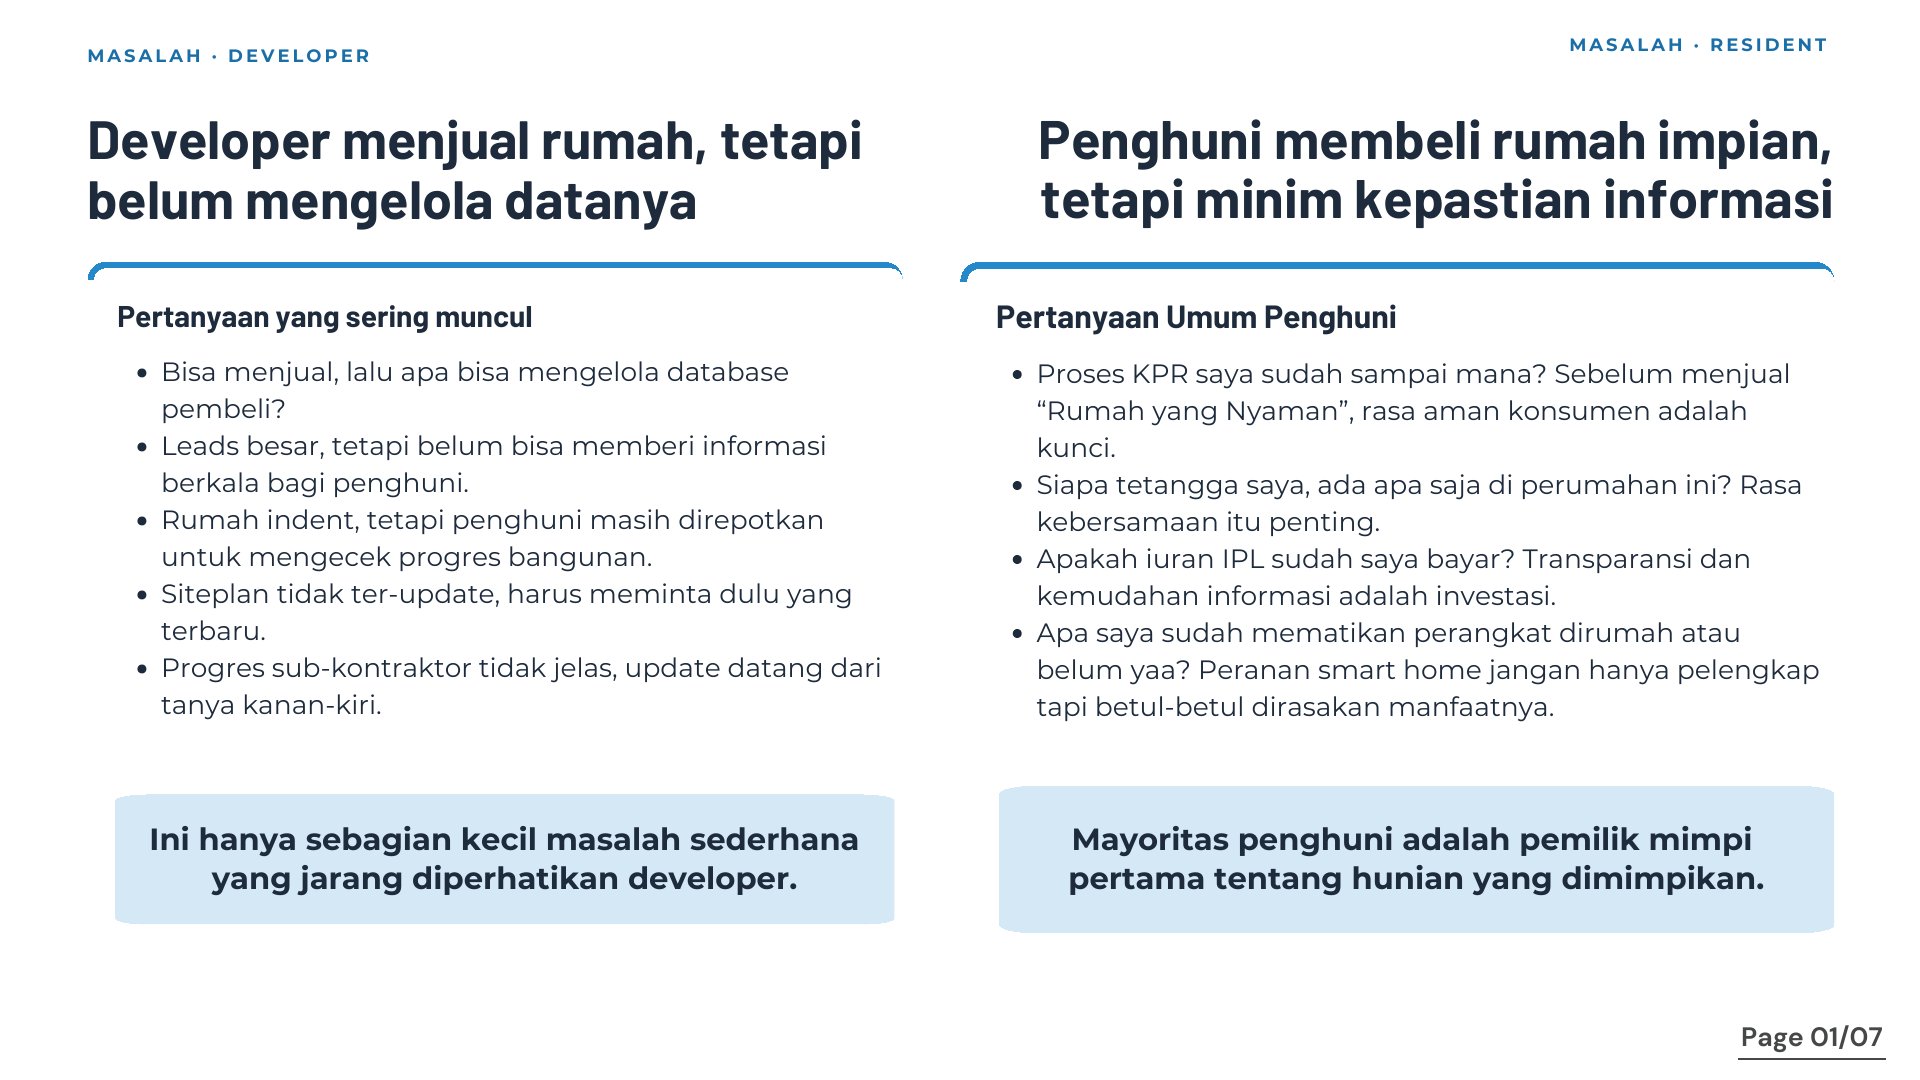 MASALAH · DEVELOPER
Developer menjual rumah, tetapi
belum mengelola datanya
Pertanyaan yang sering muncul
• Bisa menjual, lalu apa bisa mengelola database
pembeli?
• Leads besar, tetapi belum bisa memberi informasi
berkala bagi penghuni.
• Rumah indent, tetapi penghuni masih direpotkan
untuk mengecek progres bangunan.
• Siteplan tidak ter-update, harus meminta dulu yang
terbaru.
• Progres sub-kontraktor tidak jelas, update datang dari
tanya kanan-kiri.
Ini hanya sebagian kecil masalah sederhana
yang jarang diperhatikan developer.
MASALAH · RESIDENT
Penghuni membeli rumah impian,
tetapi minim kepastian informasi
Pertanyaan Umum Penghuni
• Proses KPR saya sudah sampai mana? Sebelum menjual
“Rumah yang Nyaman”, rasa aman konsumen adalah
kunci.
• Siapa tetangga saya, ada apa saja di perumahan ini? Rasa
kebersamaan itu penting.
• Apakah iuran IPL sudah saya bayar? Transparansi dan
kemudahan informasi adalah investasi.
• Apa saya sudah mematikan perangkat dirumah atau
belum yaa? Peranan smart home jangan hanya pelengkap
tapi betul-betul dirasakan manfaatnya.
Mayoritas penghuni adalah pemilik mimpi
pertama tentang hunian yang dimimpikan.
Page 01/07